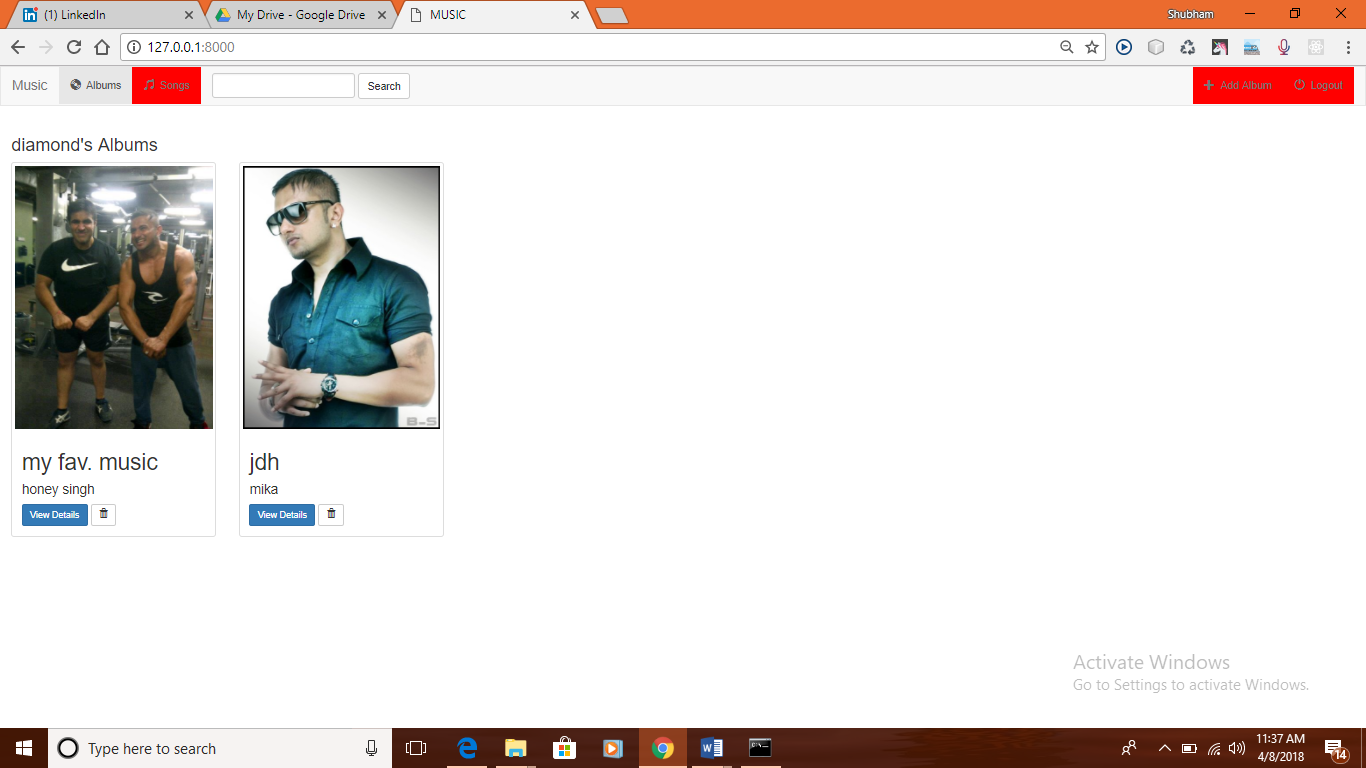 (1) LinkedIn
My Drive - Google Drive
MUSIC
Shubham
127.0.0.1:8000
Music
Albums
Songs
Search
Add Album
Logout
diamond's Albums
my fav. music
honey singh
View Details
B-S
jdh
mika
View Details
Activate Windows
Go to Settings to activate Windows.
Type here to search
11:37 AM
4/8/2018
14